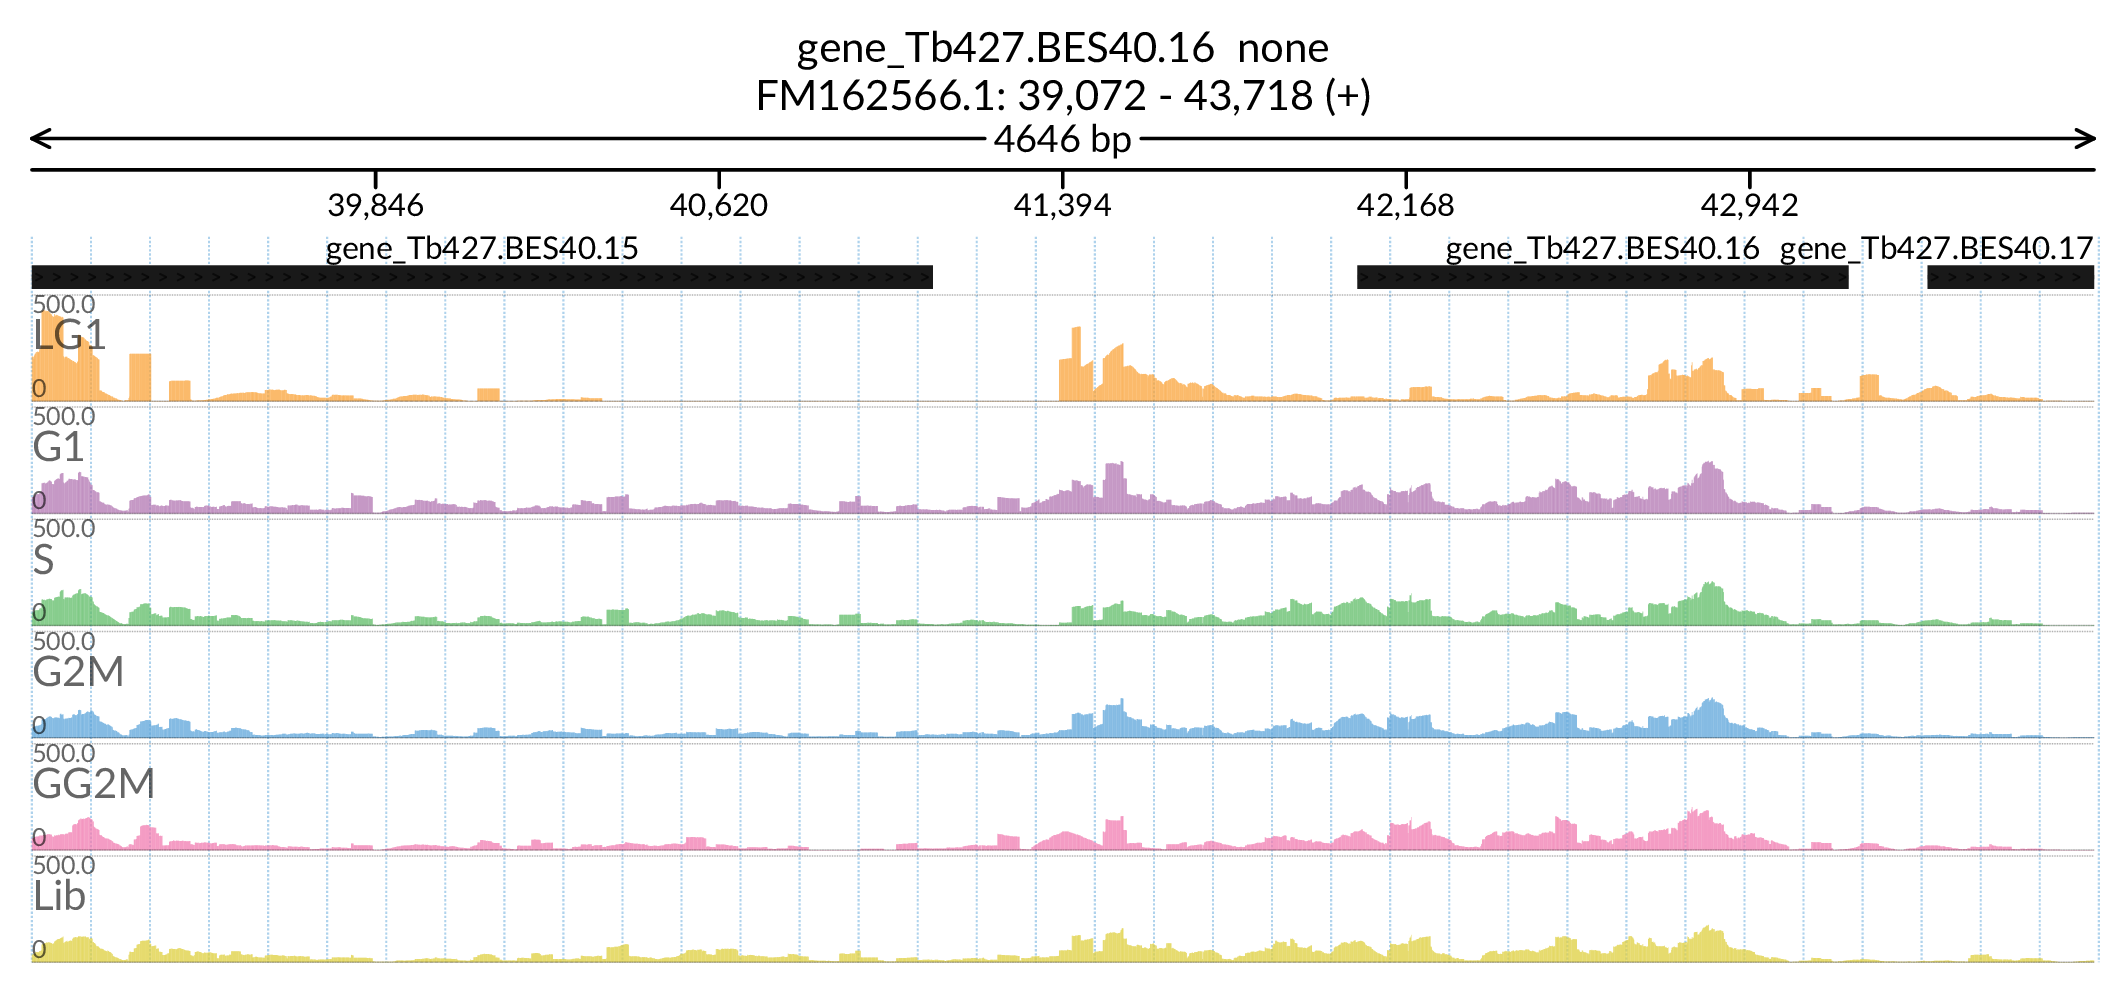 gene_Tb427.BES40.16 none
FM162566.1: 39,072 - 43,718 (+)
4646 bp
39,846 40,620 41,394 42,168 42,942
gene_Tb427.BES40.15 gene_Tb427.BES40.16 gene_Tb427.BES40.17
500.0
LG1
0
500.0
G1
0
500.0
S
0
500.0
G2M
0
500.0
GG2M
0
500.0
Lib
0